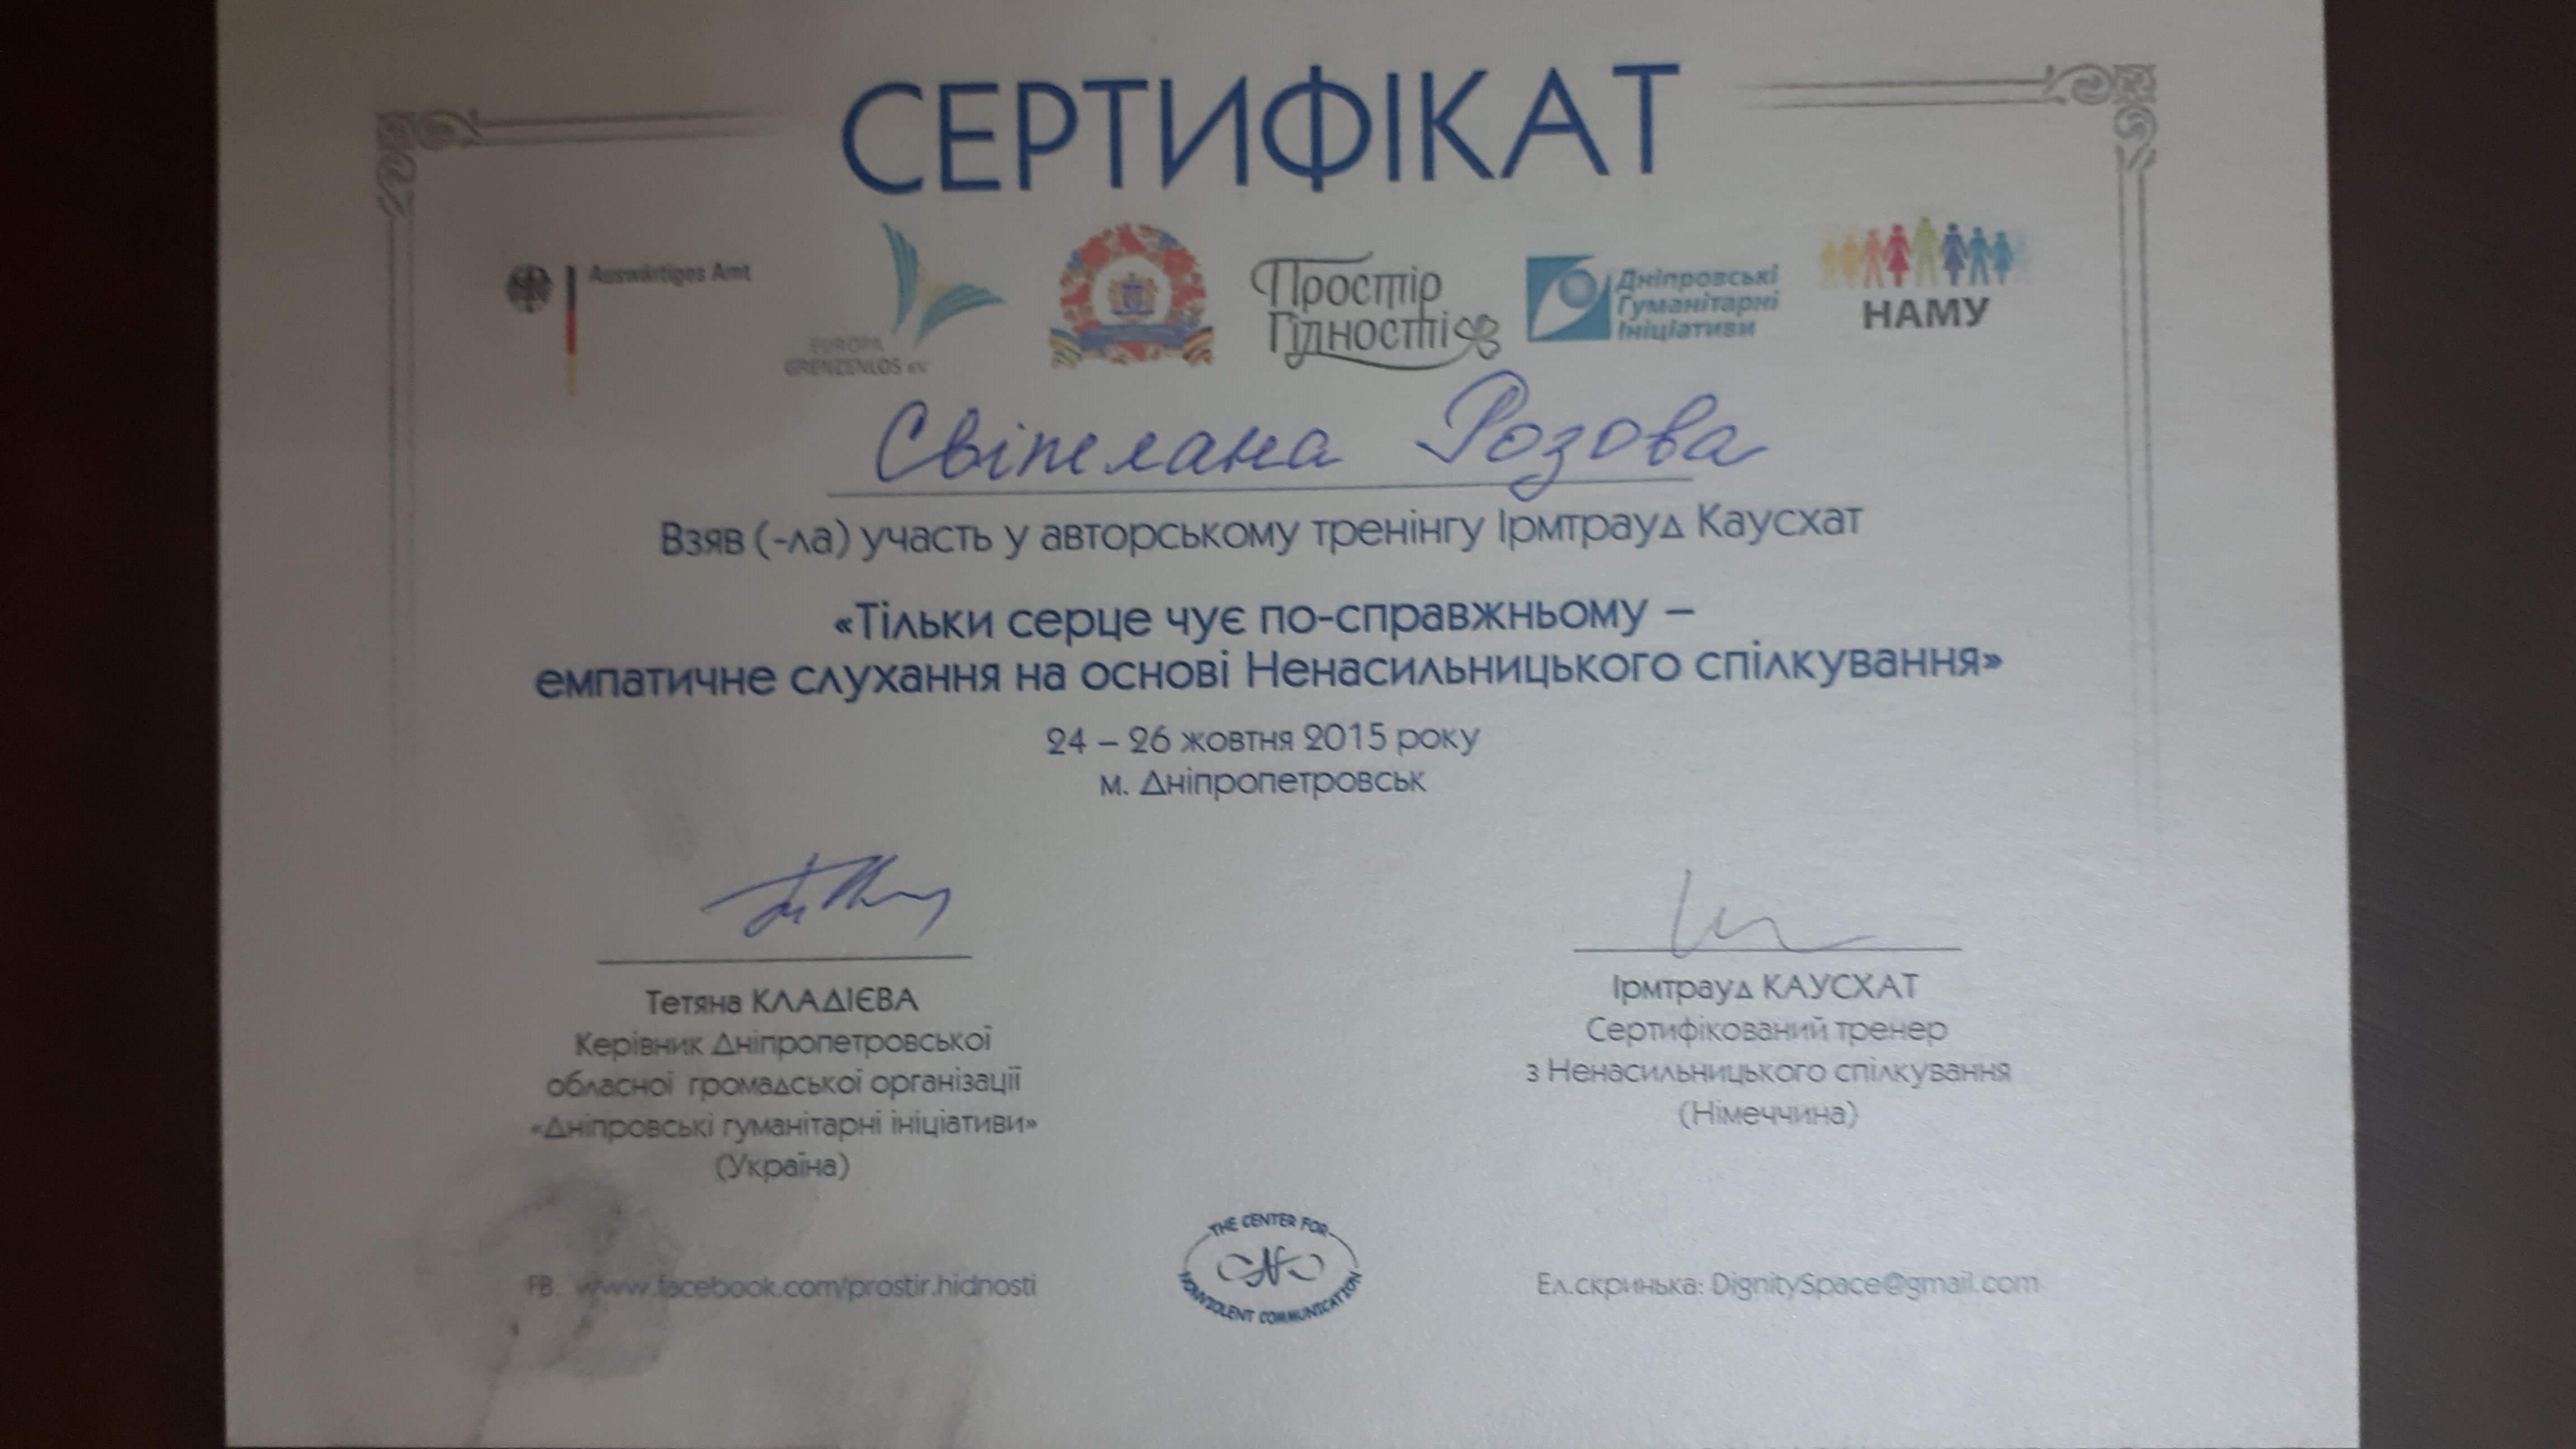 СЕРТИФІКАТ
Auswärtiges Amt
EUROPA
GRENZENLOS eV
Простір
Гідності
Дніпровські
Гуманітарні
Ініціативи
НАМУ
Світлана Розова
Взяв (-ла) участь у авторському тренінгу Ірмтрауд Каусхат
«Тільки серце чує по-справжньому –
емпатичне слухання на основі Ненасильницького спілкування»
24 – 26 жовтня 2015 року
м. Дніпропетровськ
Тетяна КЛАДІЄВА
Керівник Дніпропетровської
обласної громадської організації
«Дніпровські гуманітарні ініціативи»
(Україна)
Ірмтрауд КАУСХАТ
Сертифікований тренер
з Ненасильницького спілкування
(Німеччина)
FB: www.facebook.com/prostir.hidnosti
THE CENTER FOR
NONVIOLENT COMMUNICATION
Ел.скринька: DignitySpace@gmail.com